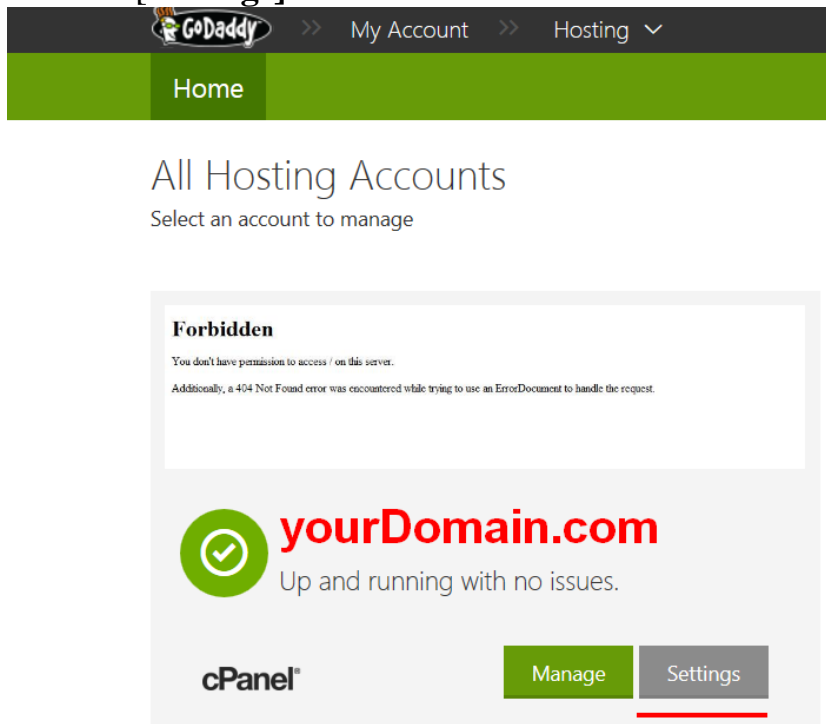 GoDaddy >> My Account >> Hosting
Home
All Hosting Accounts
Select an account to manage
Forbidden
You don't have permission to access / on this server.
Additionally, a 404 Not Found error was encountered while trying to use an ErrorDocument to handle the request.
yourDomain.com
Up and running with no issues.
cPanel®
Manage
Settings